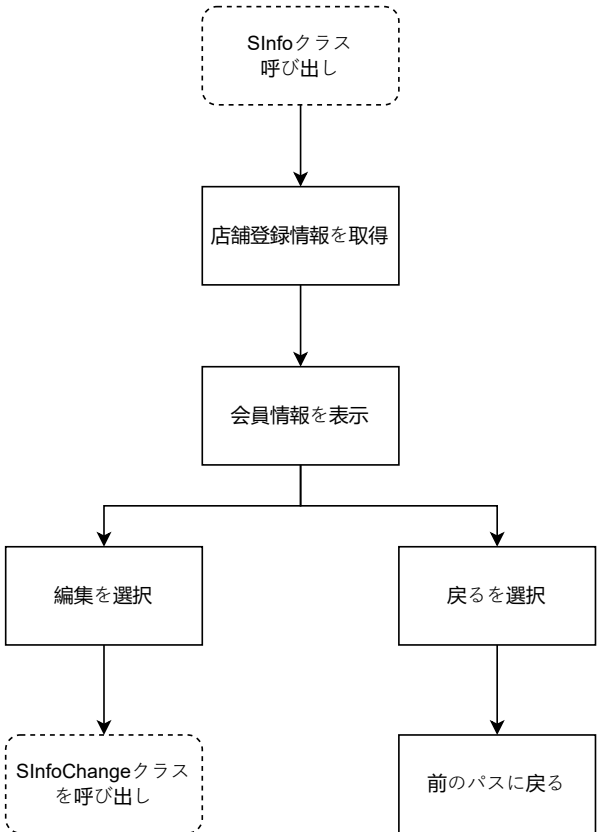 SInfoクラス
呼び出し
店舗登録情報を取得
会員情報を表示
編集を選択
戻るを選択
SInfoChangeクラス
を呼び出し
前のパスに戻る